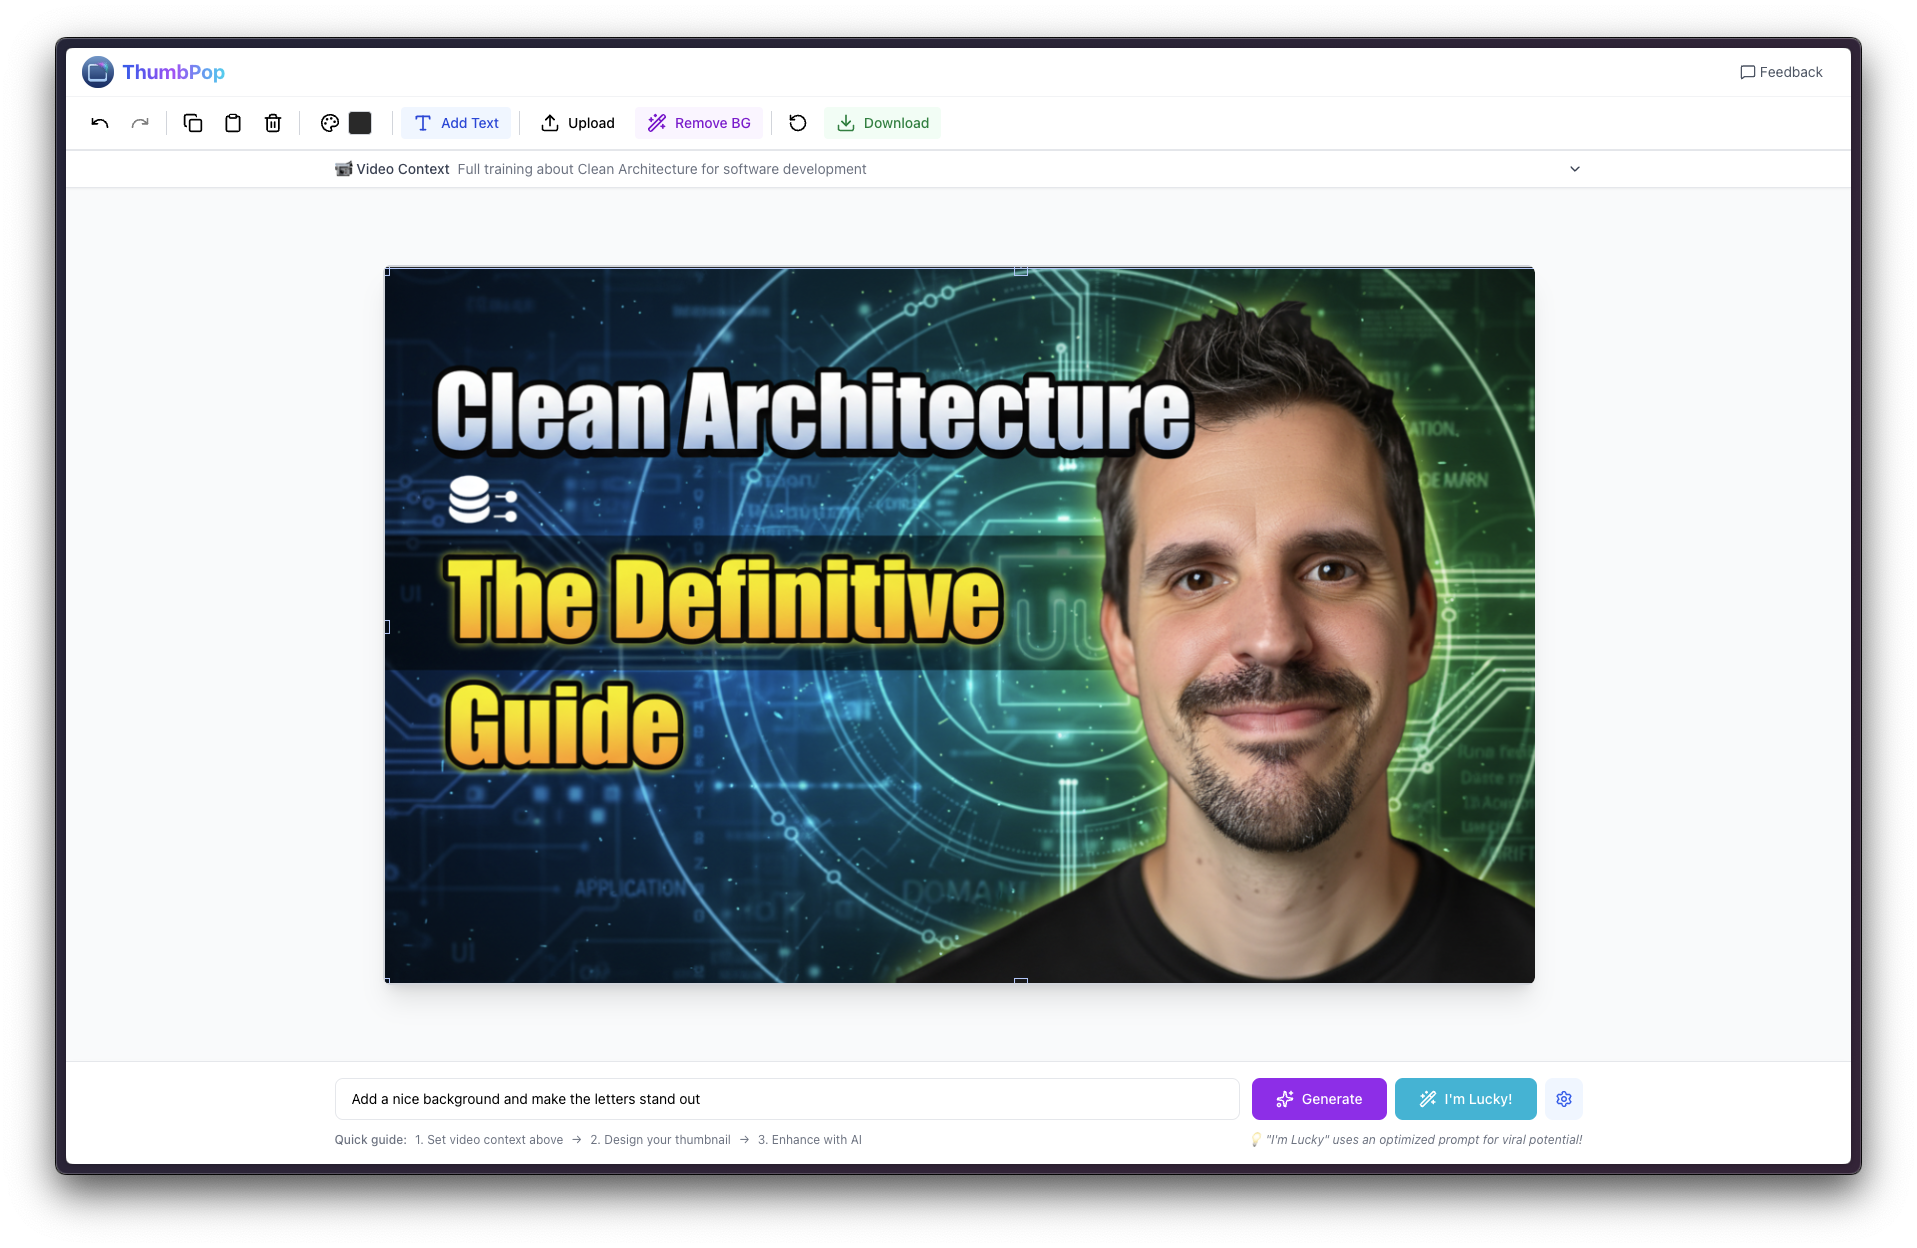 ThumbPop
Feedback
Add Text
Upload
Remove BG
Download
Video Context Full training about Clean Architecture for software development
Clean Architecture
The Definitive
Guide
ATION,
UI
APPLICATION
UI
Add a nice background and make the letters stand out
Generate
I'm Lucky!
Quick guide: 1. Set video context above → 2. Design your thumbnail → 3. Enhance with AI
"I'm Lucky" uses an optimized prompt for viral potential!